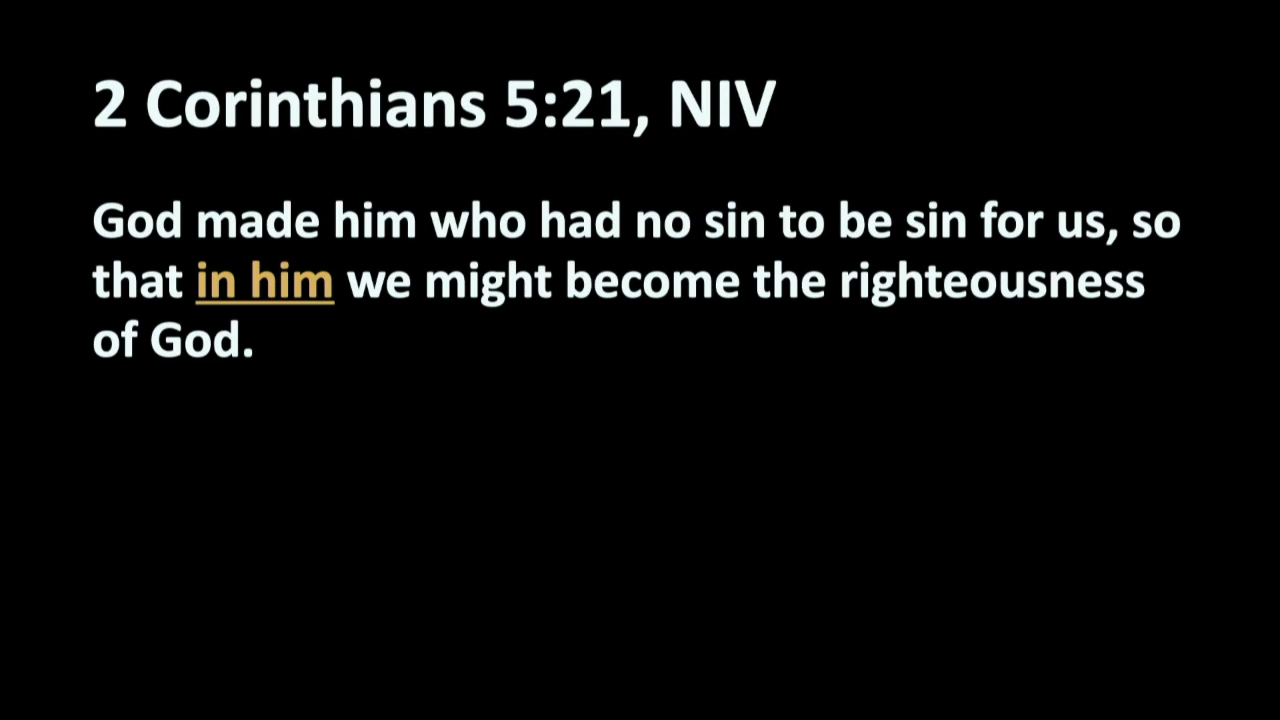 2 Corinthians 5:21, NIV
God made him who had no sin to be sin for us, so
that in him we might become the righteousness
of God.